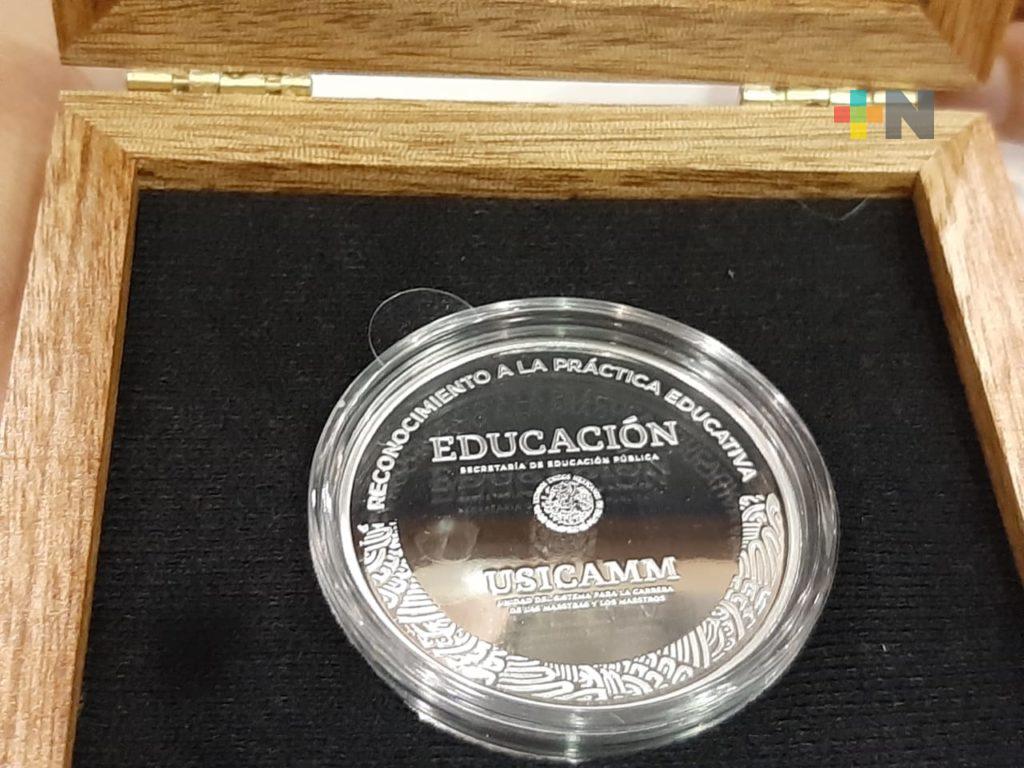 +N
RECONOCIMIENTO A LA PRÁCTICA EDUCATIVA
EDUCACIÓN
SECRETARÍA DE EDUCACIÓN PÚBLICA
USICAMM
UNIDAD DEL SISTEMA PARA LA CARRERA
DE LAS MAESTRAS Y LOS MAESTROS